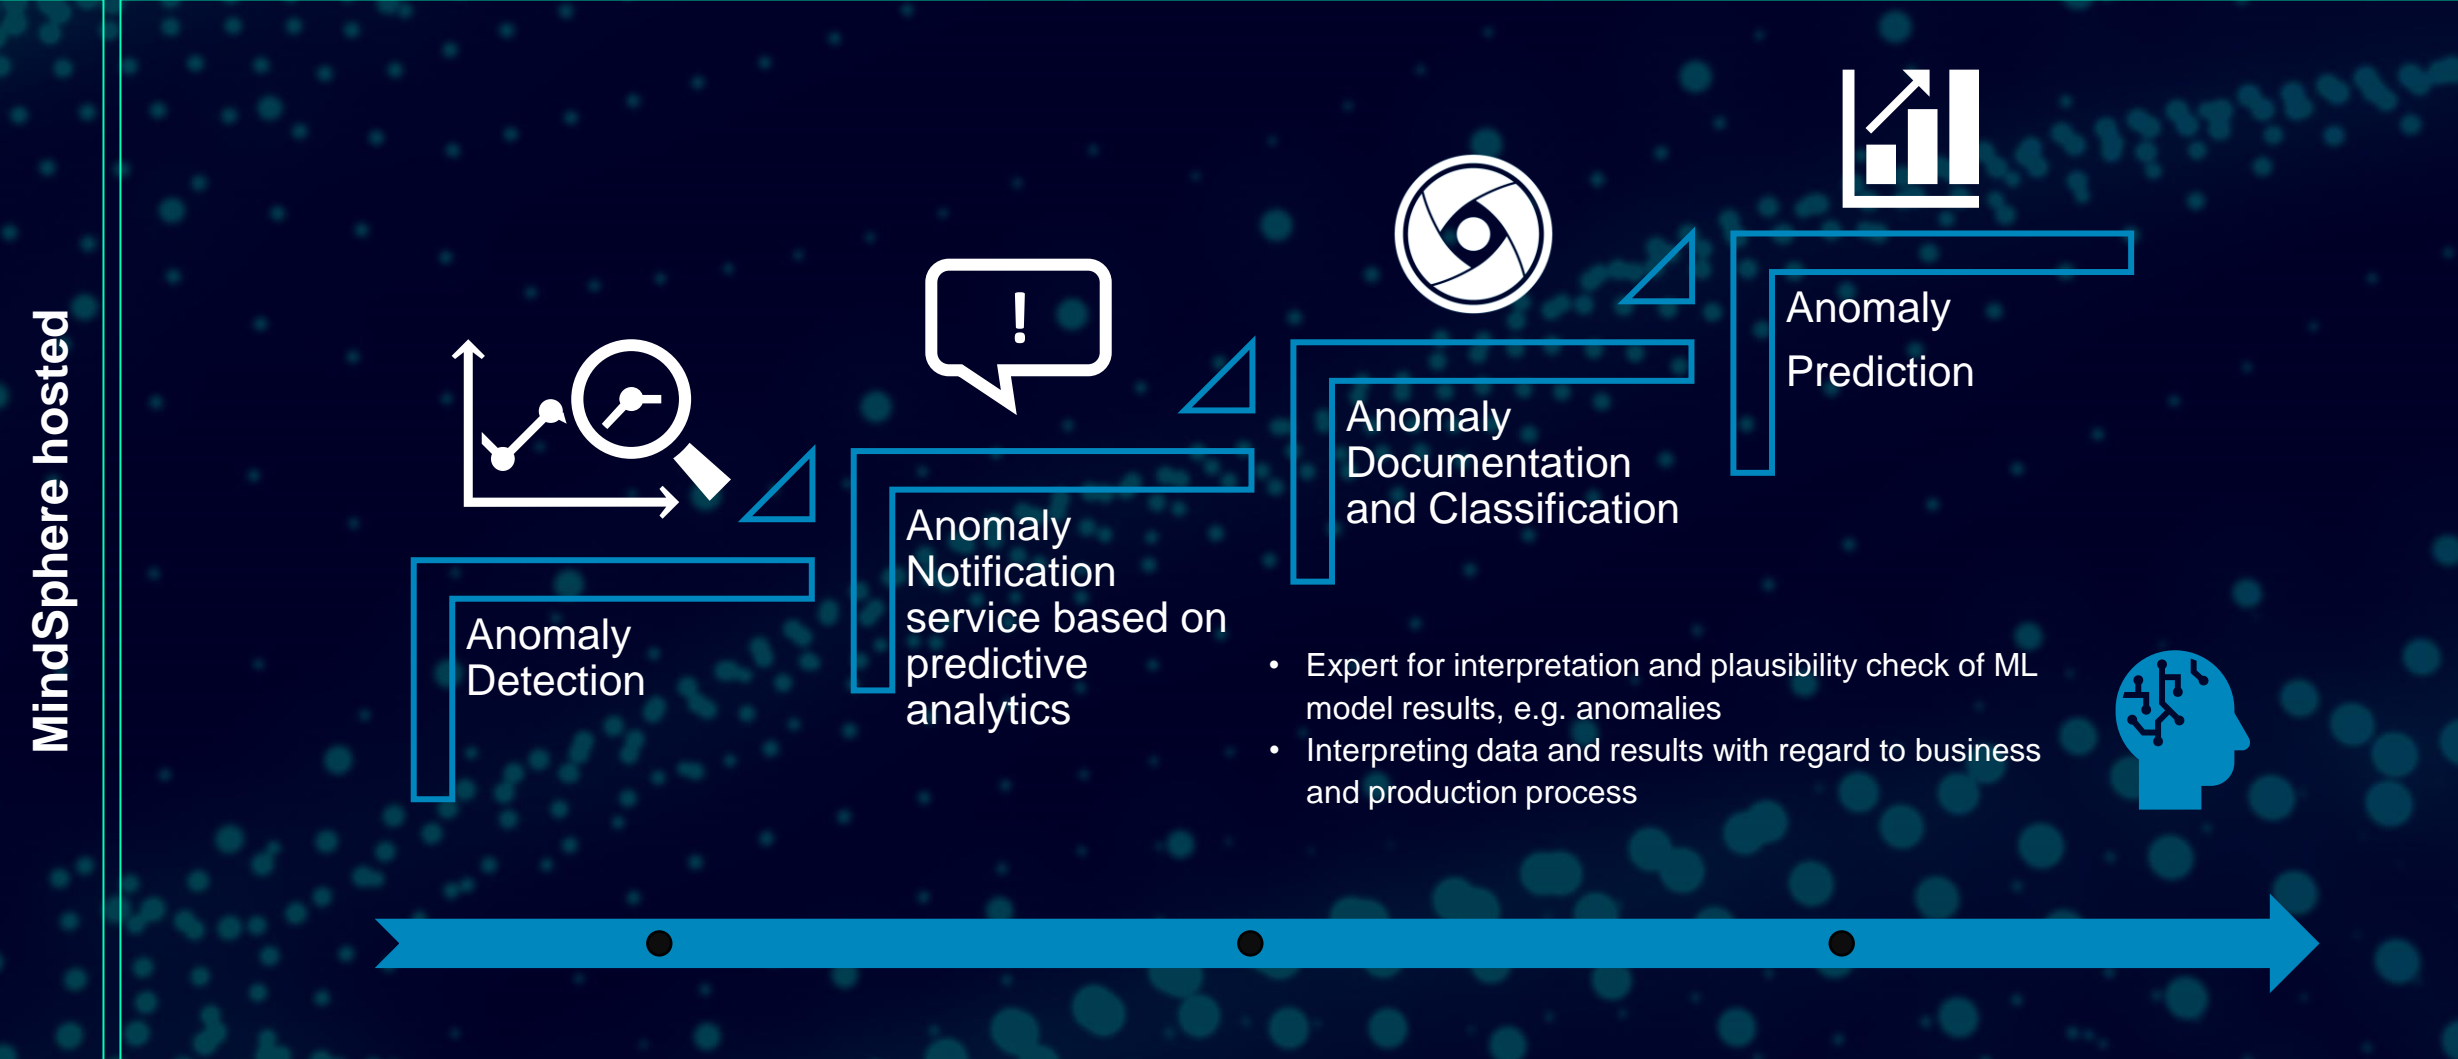 MindSphere hosted
Anomaly
Detection
!
Anomaly
Notification
service based on
predictive
analytics
Anomaly
Documentation
and Classification
Anomaly
Prediction
• Expert for interpretation and plausibility check of ML
model results, e.g. anomalies
• Interpreting data and results with regard to business
and production process